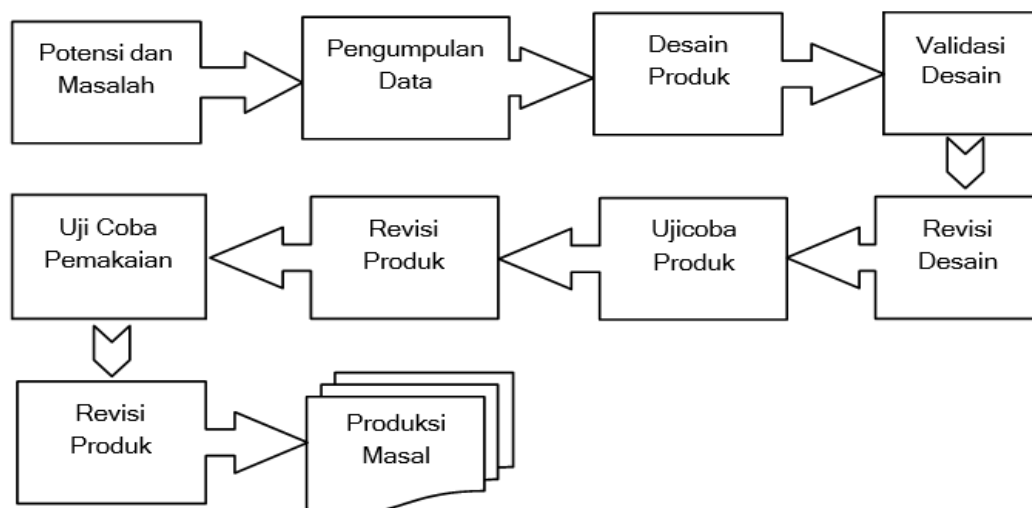 Potensi dan
Masalah
Pengumpulan
Data
Desain
Produk
Validasi
Desain
Revisi
Desain
Ujicoba
Produk
Revisi
Produk
Uji Coba
Pemakaian
Revisi
Produk
Produksi
Masal